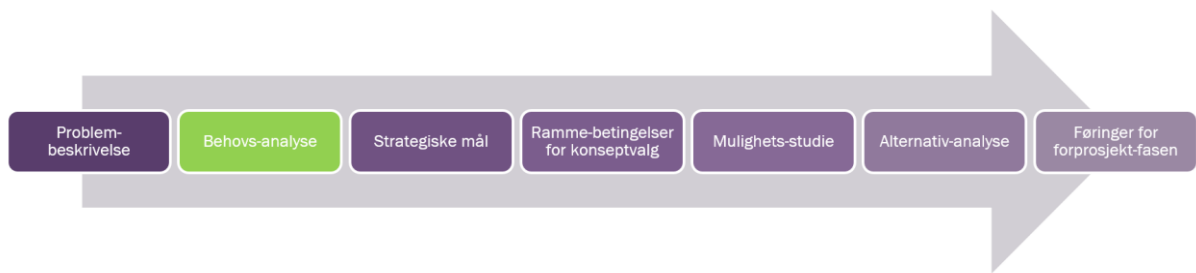 Problem-
beskrivelse
Behovs-analyse
Strategiske mål
Ramme-betingelser
for konseptvalg
Mulighets-studie
Alternativ-analyse
Føringer for
forprosjekt-fasen